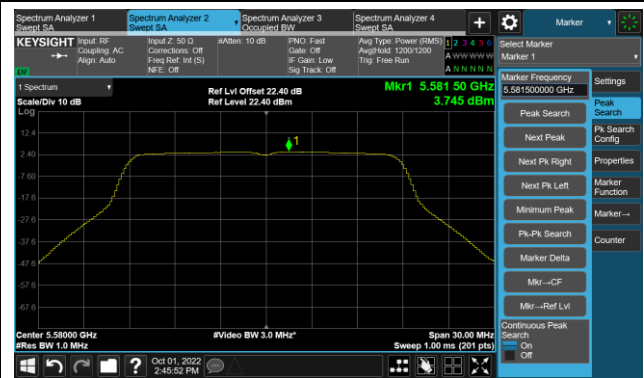 Spectrum Analyzer 1
Swept SA
Spectrum Analyzer 2
Swept SA
Spectrum Analyzer 3
Occupied BW
Spectrum Analyzer 4
Swept SA
+
Marker
KEYSIGHT
Input: RF
Coupling: AC
Align: Auto
Input Z: 50 Ω
Corrections: Off
Freq Ref: Int (S)
NFE: Off
#Atten: 10 dB
PNO: Fast
Gate: Off
IF Gain: Low
Sig Track: Off
Avg Type: Power (RMS)
Avg|Hold: 1200/1200
Trig: Free Run
1 2 3 4 5 6
A W W W W W
A N N N N N
LXI
Select Marker
Marker 1
1 Spectrum
Scale/Div 10 dB
Log
Ref Lvl Offset 22.40 dB
Ref Level 22.40 dBm
Mkr1 5.581 50 GHz
3.745 dBm
12.4
2.40
-7.60
-17.6
-27.6
-37.6
-47.6
-57.6
-67.6
1
Center 5.58000 GHz
#Res BW 1.0 MHz
#Video BW 3.0 MHz*
Span 30.00 MHz
Sweep 1.00 ms (201 pts)
Marker Frequency
5.581500000 GHz
Peak Search
Next Peak
Next Pk Right
Next Pk Left
Minimum Peak
Pk-Pk Search
Marker Delta
Mkr→CF
Mkr→Ref Lvl
Continuous Peak
Search
On
Off
Settings
Peak
Search
Pk Search
Config
Properties
Marker
Function
Marker→
Counter
?
Oct 01, 2022
2:45:52 PM